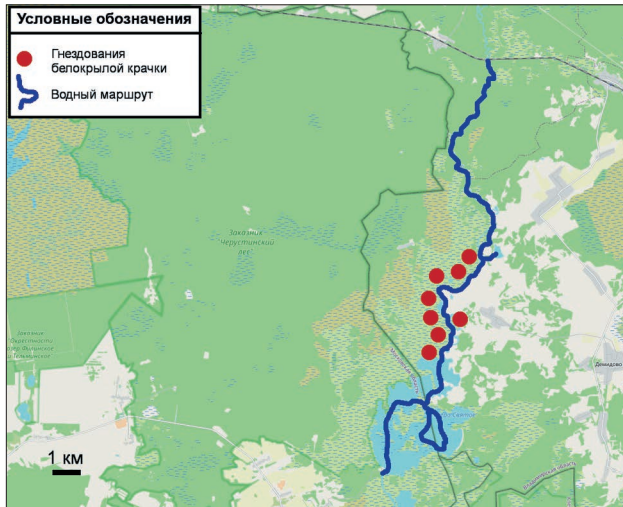 Условные обозначения
Гнездования
белокрылой крачки
Водный маршрут
Заказник
Черустинский
лес
Заказник
Демидово
1 км